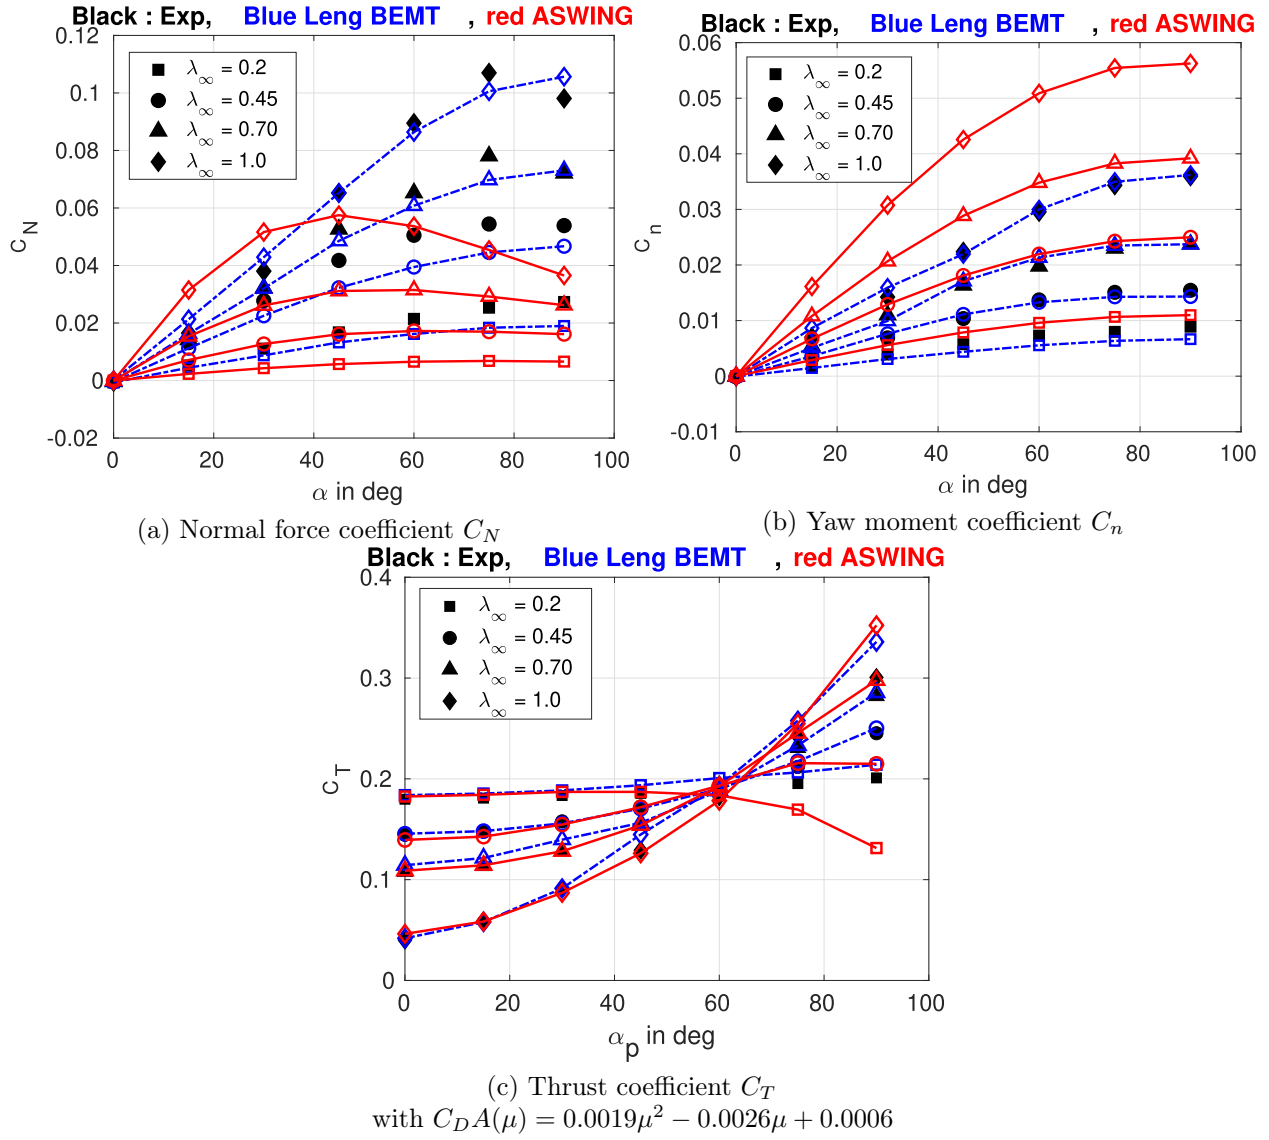 Black : Exp, Blue Leng BEMT , red ASWING
0.12
0.1
0.08
0.06
0.04
0.02
0
-0.02
C_N
λ_∞ = 0.2
λ_∞ = 0.45
λ_∞ = 0.70
λ_∞ = 1.0
0 20 40 60 80 100
α in deg
(a) Normal force coefficient C_N
Black : Exp, Blue Leng BEMT , red ASWING
0.06
0.05
0.04
0.03
0.02
0.01
0
-0.01
C_n
λ_∞ = 0.2
λ_∞ = 0.45
λ_∞ = 0.70
λ_∞ = 1.0
0 20 40 60 80 100
α in deg
(b) Yaw moment coefficient C_n
Black : Exp, Blue Leng BEMT , red ASWING
0.4
0.3
0.2
0.1
0
C_T
λ_∞ = 0.2
λ_∞ = 0.45
λ_∞ = 0.70
λ_∞ = 1.0
0 20 40 60 80 100
α_p in deg
(c) Thrust coefficient C_T
with C_D A(μ) = 0.0019μ² − 0.0026μ + 0.0006